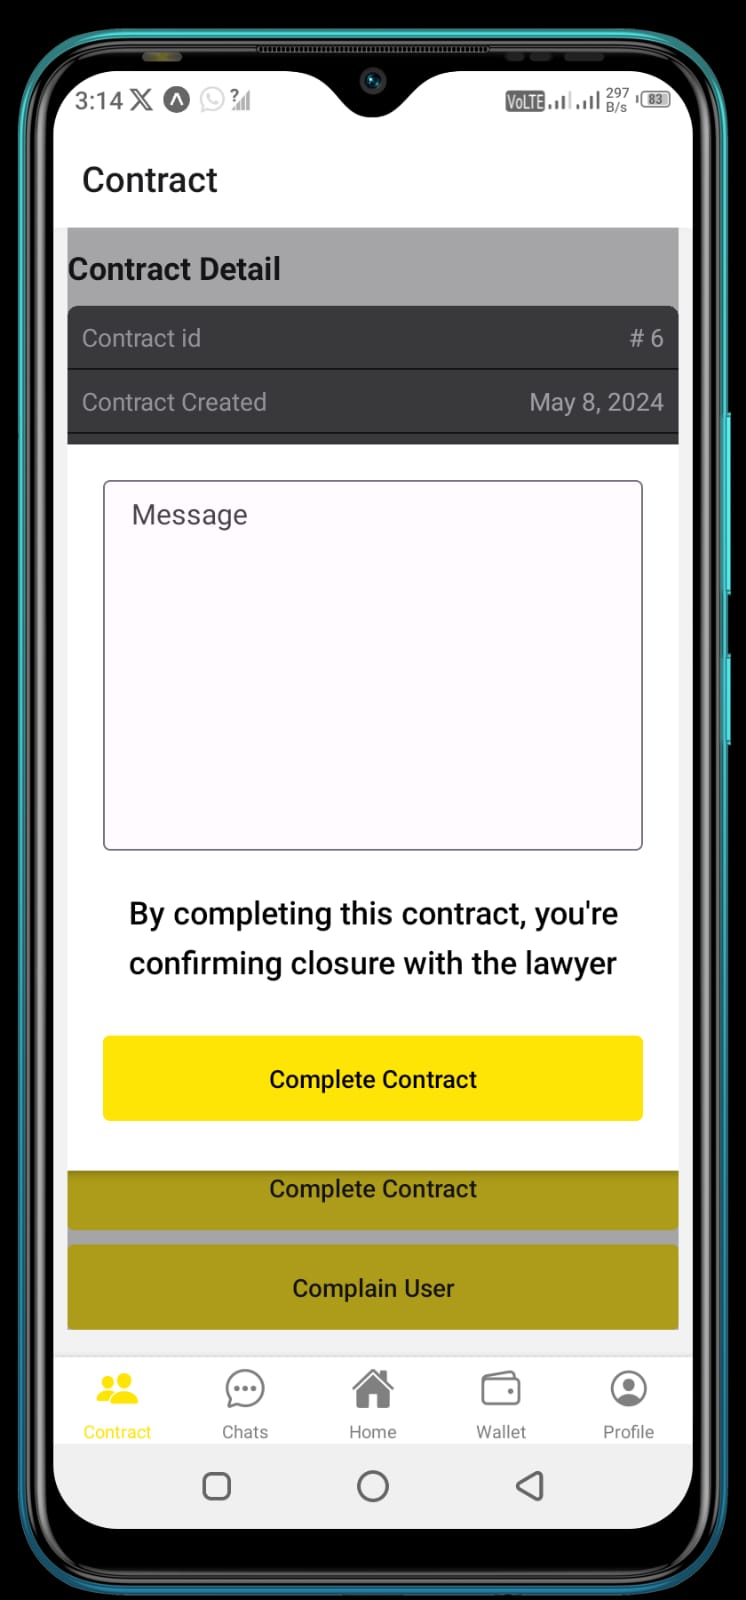 3:14
VoLTE
297
B/s
83
Contract
Contract Detail
Contract id # 6
Contract Created May 8, 2024
Message
By completing this contract, you're
confirming closure with the lawyer
Complete Contract
Complete Contract
Complain User
Contract Chats Home Wallet Profile